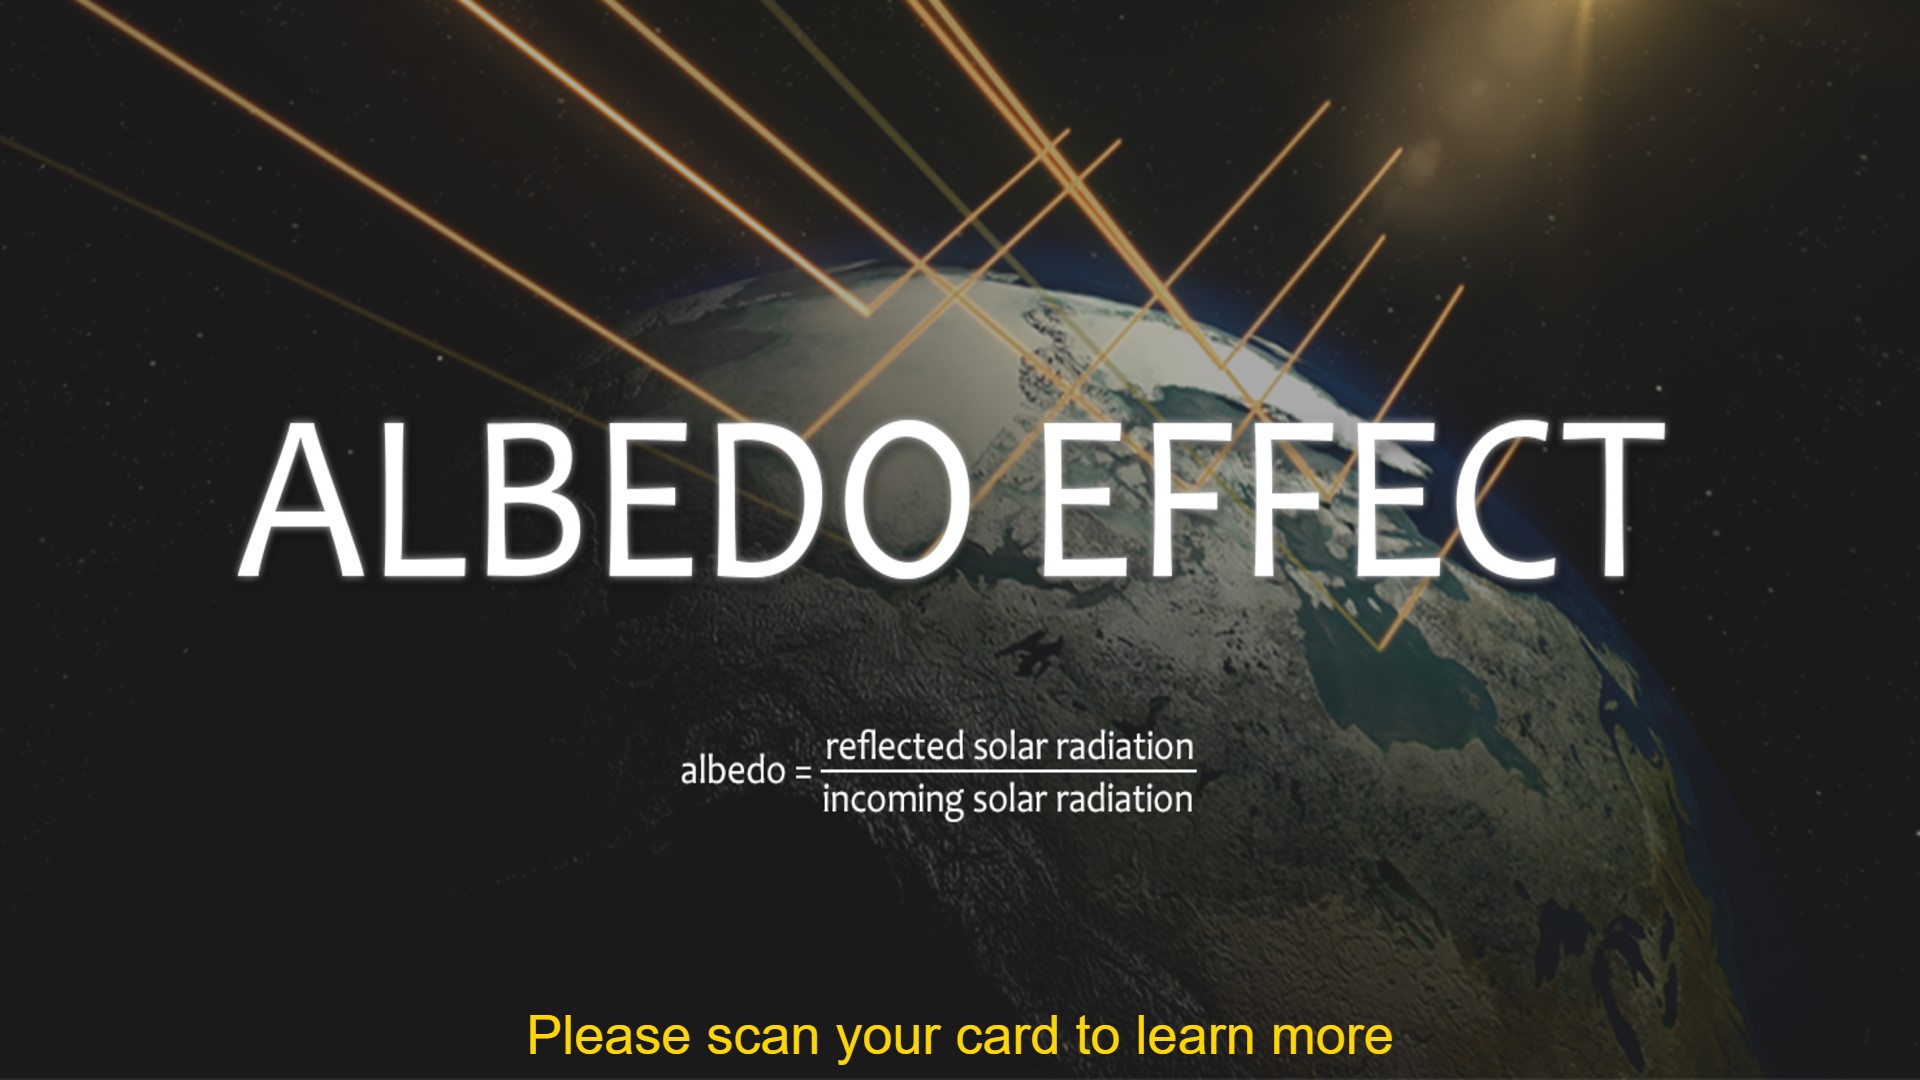 ALBEDO EFFECT
albedo = reflected solar radiation
incoming solar radiation
Please scan your card to learn more